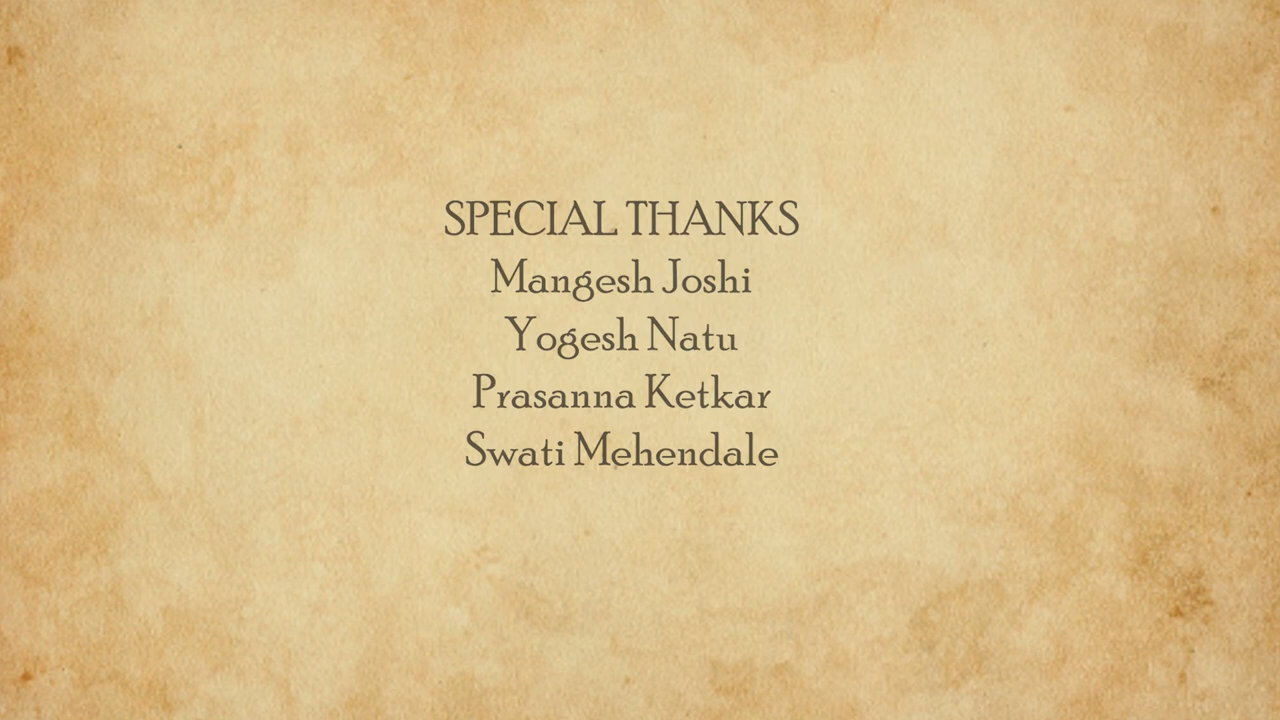 SPECIAL THANKS
Mangesh Joshi
Yogesh Natu
Prasanna Ketkar
Swati Mehendale